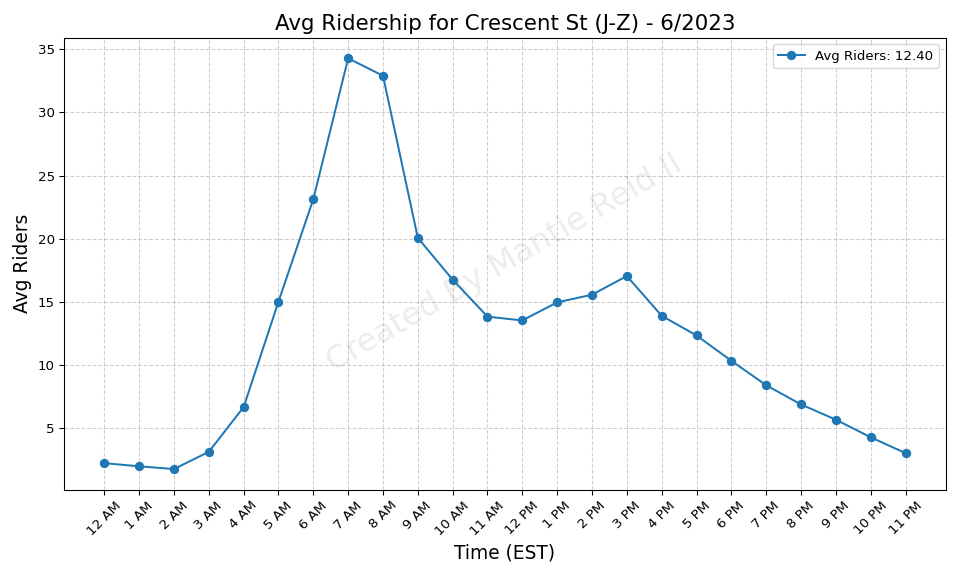 Avg Ridership for Crescent St (J-Z) - 6/2023
Avg Riders: 12.40
35
30
25
20
15
10
5
Avg Riders
Created By Mantie Reid II
12 AM
1 AM
2 AM
3 AM
4 AM
5 AM
6 AM
7 AM
8 AM
9 AM
10 AM
11 AM
12 PM
1 PM
2 PM
3 PM
4 PM
5 PM
6 PM
7 PM
8 PM
9 PM
10 PM
11 PM
Time (EST)